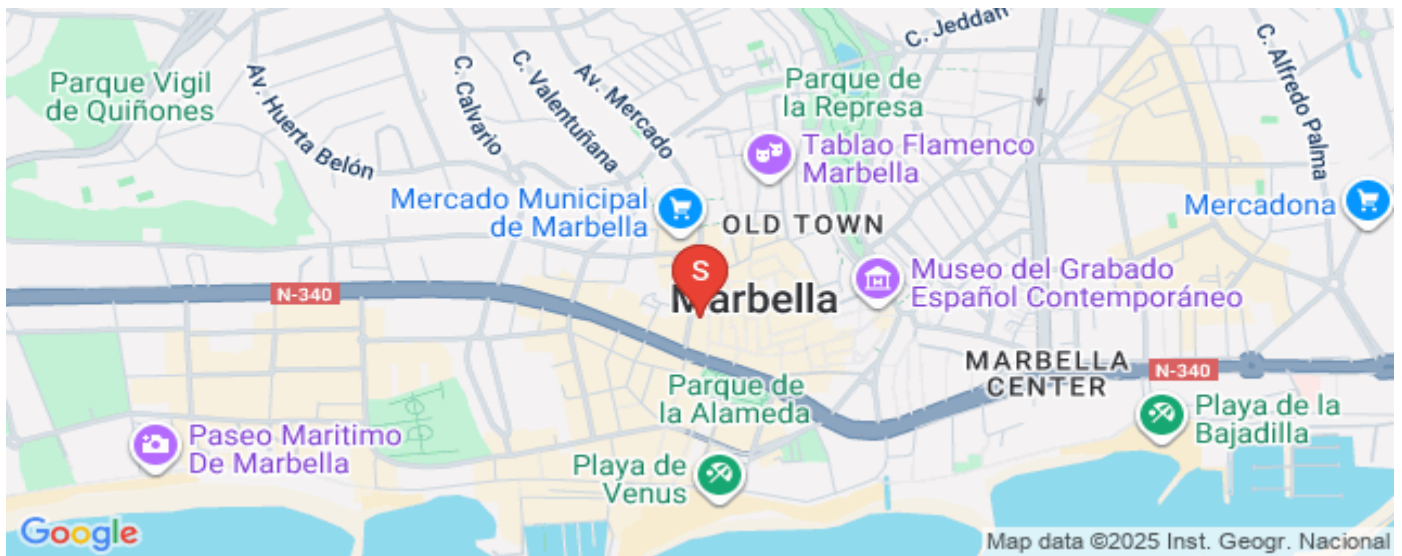 C. Jeddah
C. Alfredo Palma
Parque Vigil
de Quiñones
Av. Huerta Belón
C. Calvario
C. Valentuñana
Av. Mercado
Parque de
la Represa
Tablao Flamenco
Marbella
Mercado Municipal
de Marbella
OLD TOWN
Mercadona
S
Marbella
Museo del Grabado
Español Contemporáneo
N-340
MARBELLA
CENTER
N-340
Parque de
la Alameda
Paseo Maritimo
De Marbella
Playa de la
Bajadilla
Playa de
Venus
Google
Map data ©2025 Inst. Geogr. Nacional